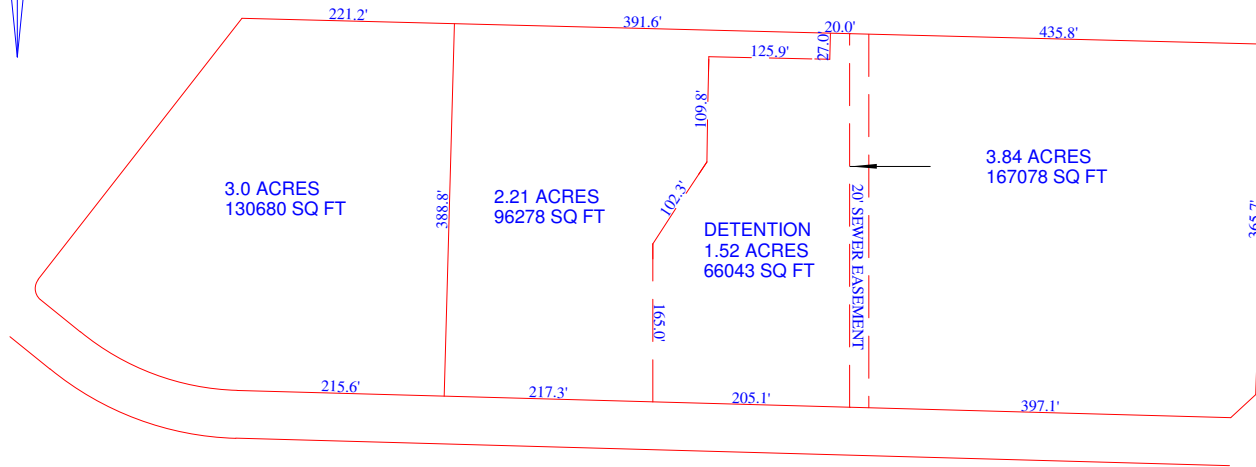 221.2'
391.6'
20.0'
435.8'
125.9'
27.0'
109.8'
3.84 ACRES
167078 SQ FT
3.0 ACRES
130680 SQ FT
388.8'
2.21 ACRES
96278 SQ FT
102.3'
DETENTION
1.52 ACRES
66043 SQ FT
20' SEWER EASEMENT
365.7'
165.0'
215.6'
217.3'
205.1'
397.1'